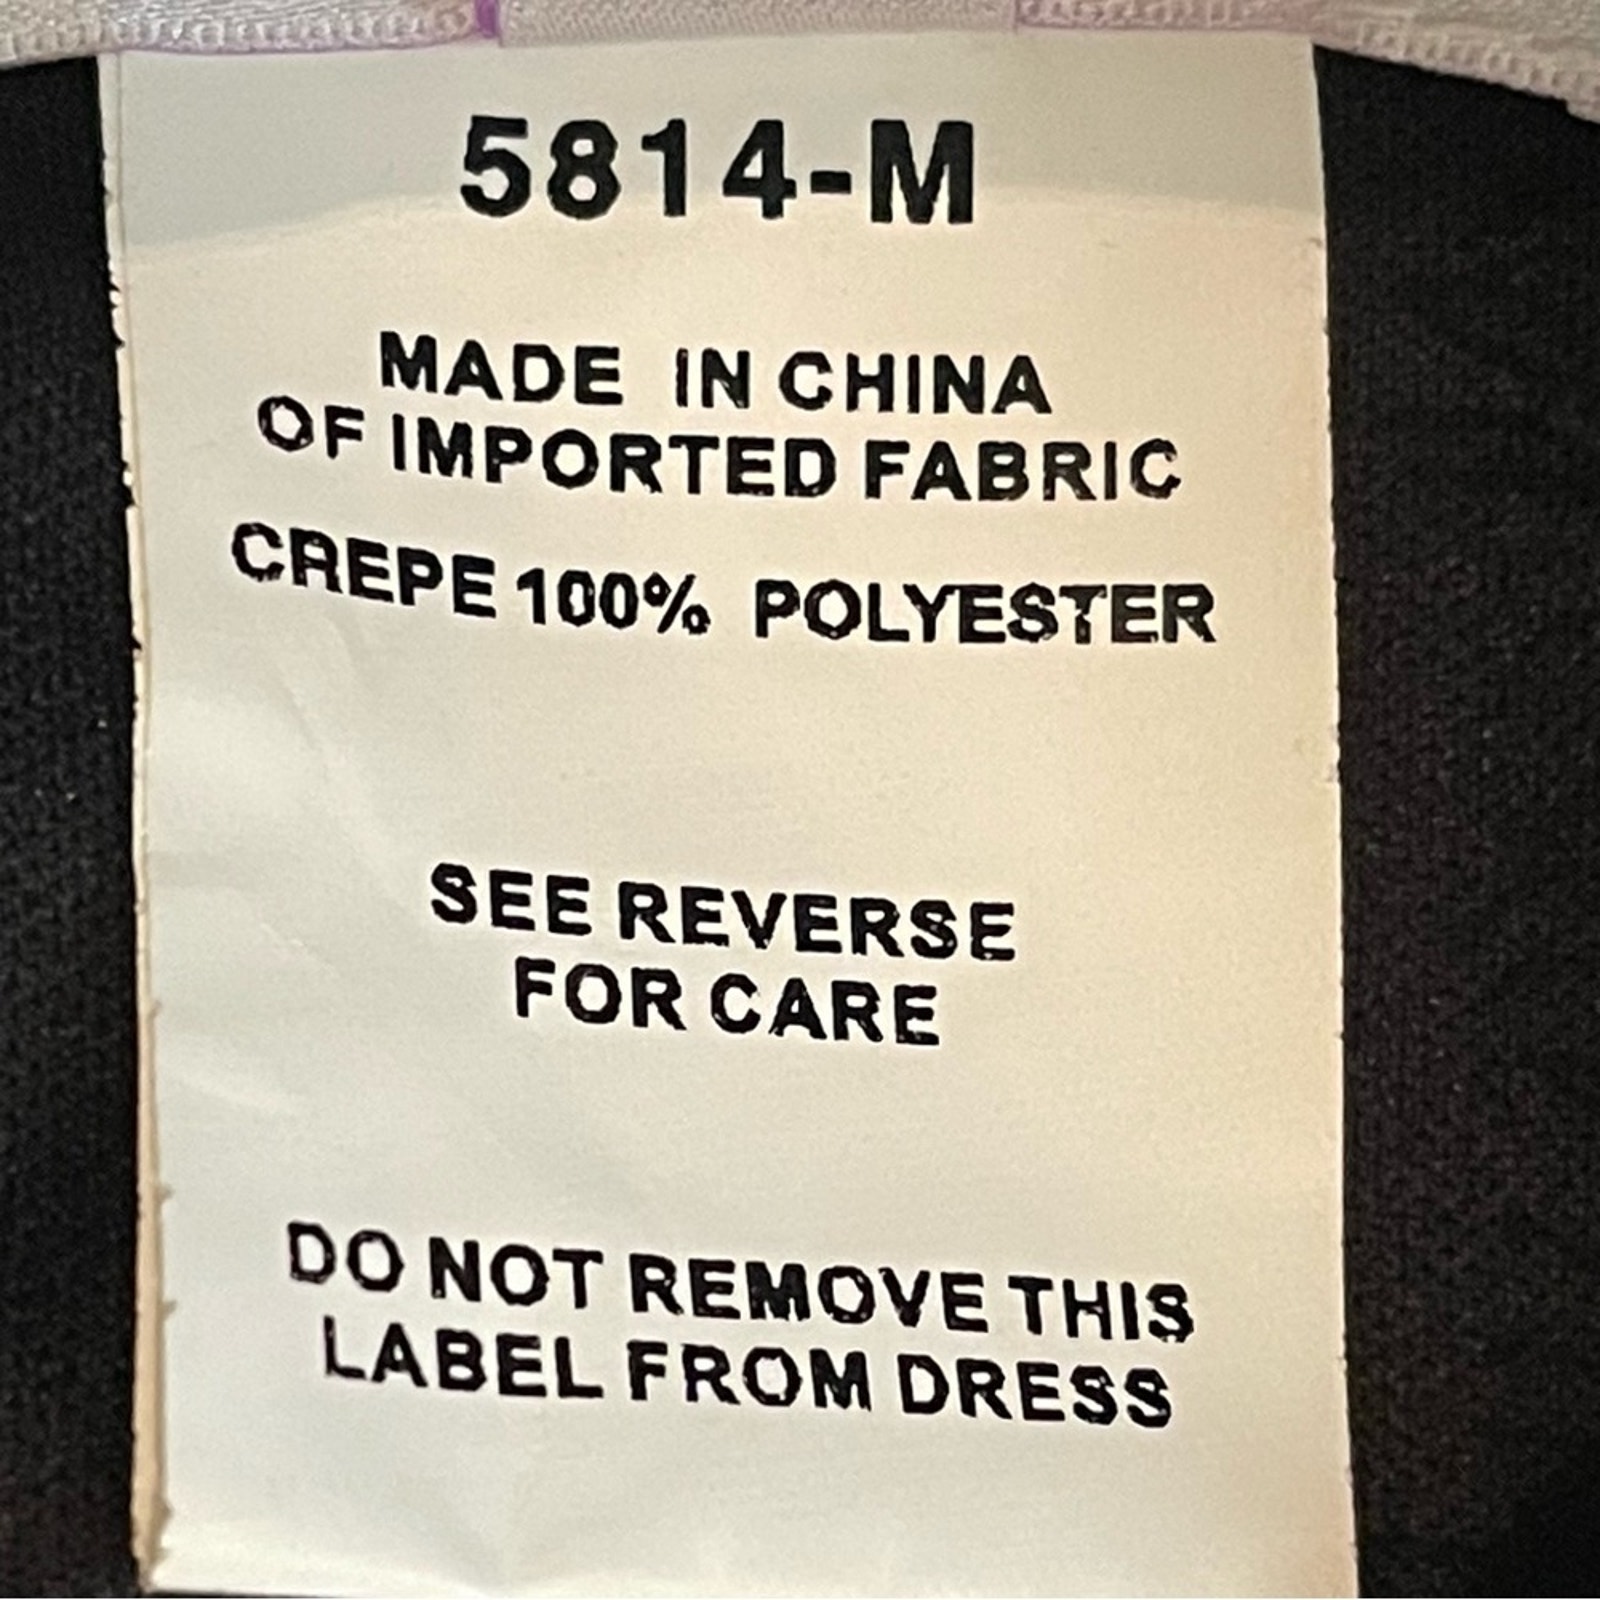 5814-M
MADE IN CHINA
OF IMPORTED FABRIC
CREPE 100% POLYESTER
SEE REVERSE
FOR CARE
DO NOT REMOVE THIS
LABEL FROM DRESS